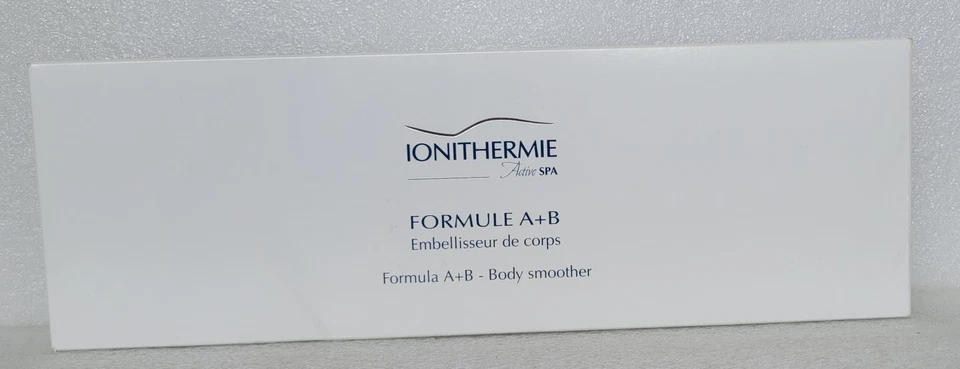 IONITHERMIE
Active SPA
FORMULE A+B
Embellisseur de corps
Formula A+B - Body smoother